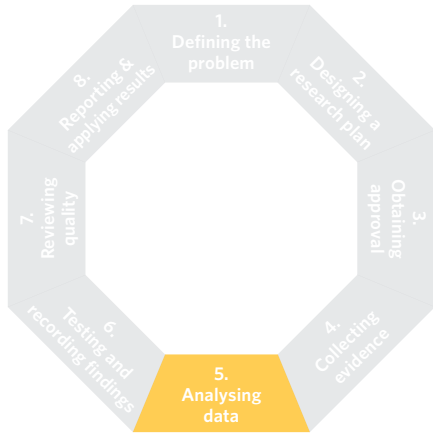 1.
Defining the
problem
2.
Designing a
research plan
3.
Obtaining
approval
4.
Collecting
evidence
5.
Analysing
data
6.
Testing and
recording findings
7.
Reviewing
quality
8.
Reporting &
applying results